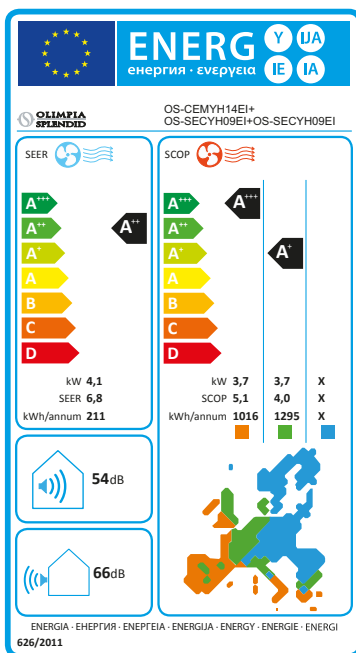 ENERG Y IJA
енергия · ενεργεια IE IA
OLIMPIA
SPLENDID
OS-CEMYH14EI+
OS-SECYH09EI+OS-SECYH09EI
SEER
A+++
A++
A+
A
B
C
D
A++
kW 4,1
SEER 6,8
kWh/annum 211
SCOP
A+++
A++
A+
A
B
C
D
A+++
A+
kW 3,7 3,7 X
SCOP 5,1 4,0 X
kWh/annum 1016 1295 X
54dB
66dB
ENERGIA · ЕНЕРГИЯ · ΕΝΕΡΓΕΙΑ · ENERGIJA · ENERGY · ENERGIE · ENERGI
626/2011